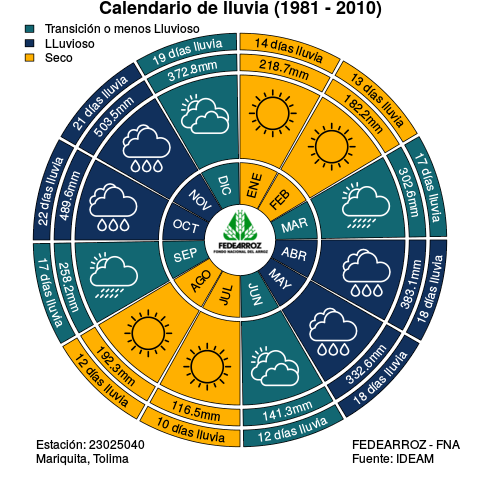 Calendario de lluvia (1981 - 2010)
Transición o menos Lluvioso
LLuvioso
Seco
14 días lluvia
218.7mm
ENE
13 días lluvia
182.2mm
FEB
17 días lluvia
302.6mm
MAR
18 días lluvia
383.1mm
ABR
18 días lluvia
332.6mm
MAY
12 días lluvia
141.3mm
JUN
10 días lluvia
116.5mm
JUL
12 días lluvia
192.3mm
AGO
17 días lluvia
258.2mm
SEP
22 días lluvia
489.6mm
OCT
21 días lluvia
503.5mm
NOV
19 días lluvia
372.8mm
DIC
FEDEARROZ
FONDO NACIONAL DEL ARROZ
Estación: 23025040
Mariquita, Tolima
FEDEARROZ - FNA
Fuente: IDEAM